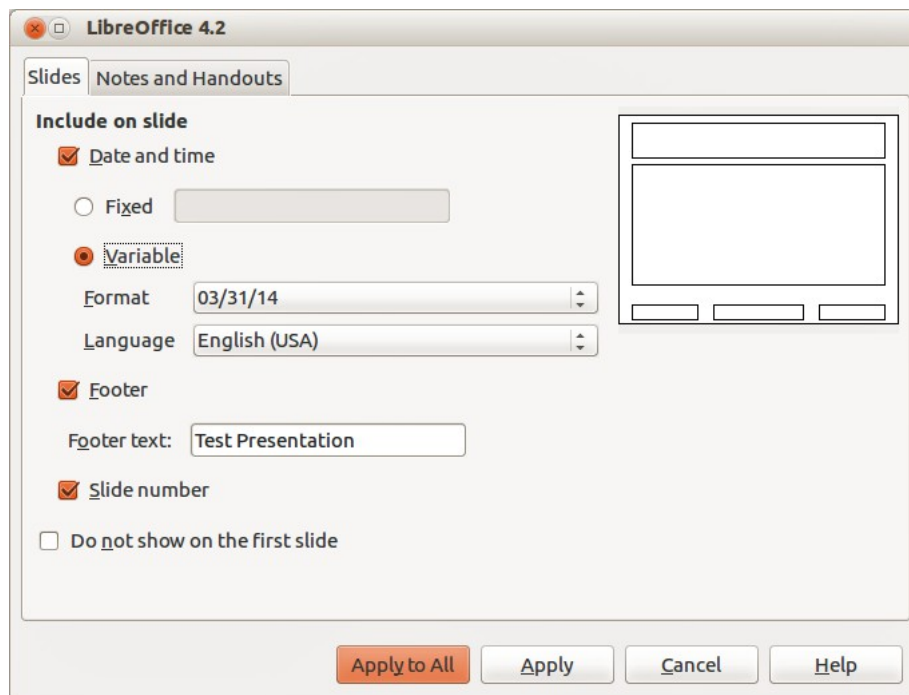 LibreOffice 4.2
Slides Notes and Handouts
Include on slide
Date and time
Fixed
Variable
Format 03/31/14
Language English (USA)
Footer
Footer text: Test Presentation
Slide number
Do not show on the first slide
Apply to All Apply Cancel Help